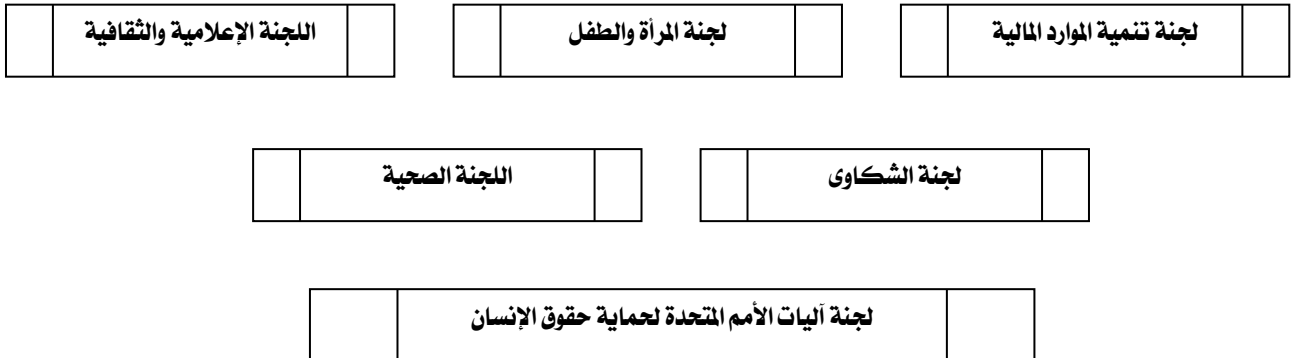 لجنة تنمية الموارد المالية
لجنة المرأة والطفل
اللجنة الإعلامية والثقافية
لجنة الشكاوى
اللجنة الصحية
لجنة آليات الأمم المتحدة لحماية حقوق الإنسان